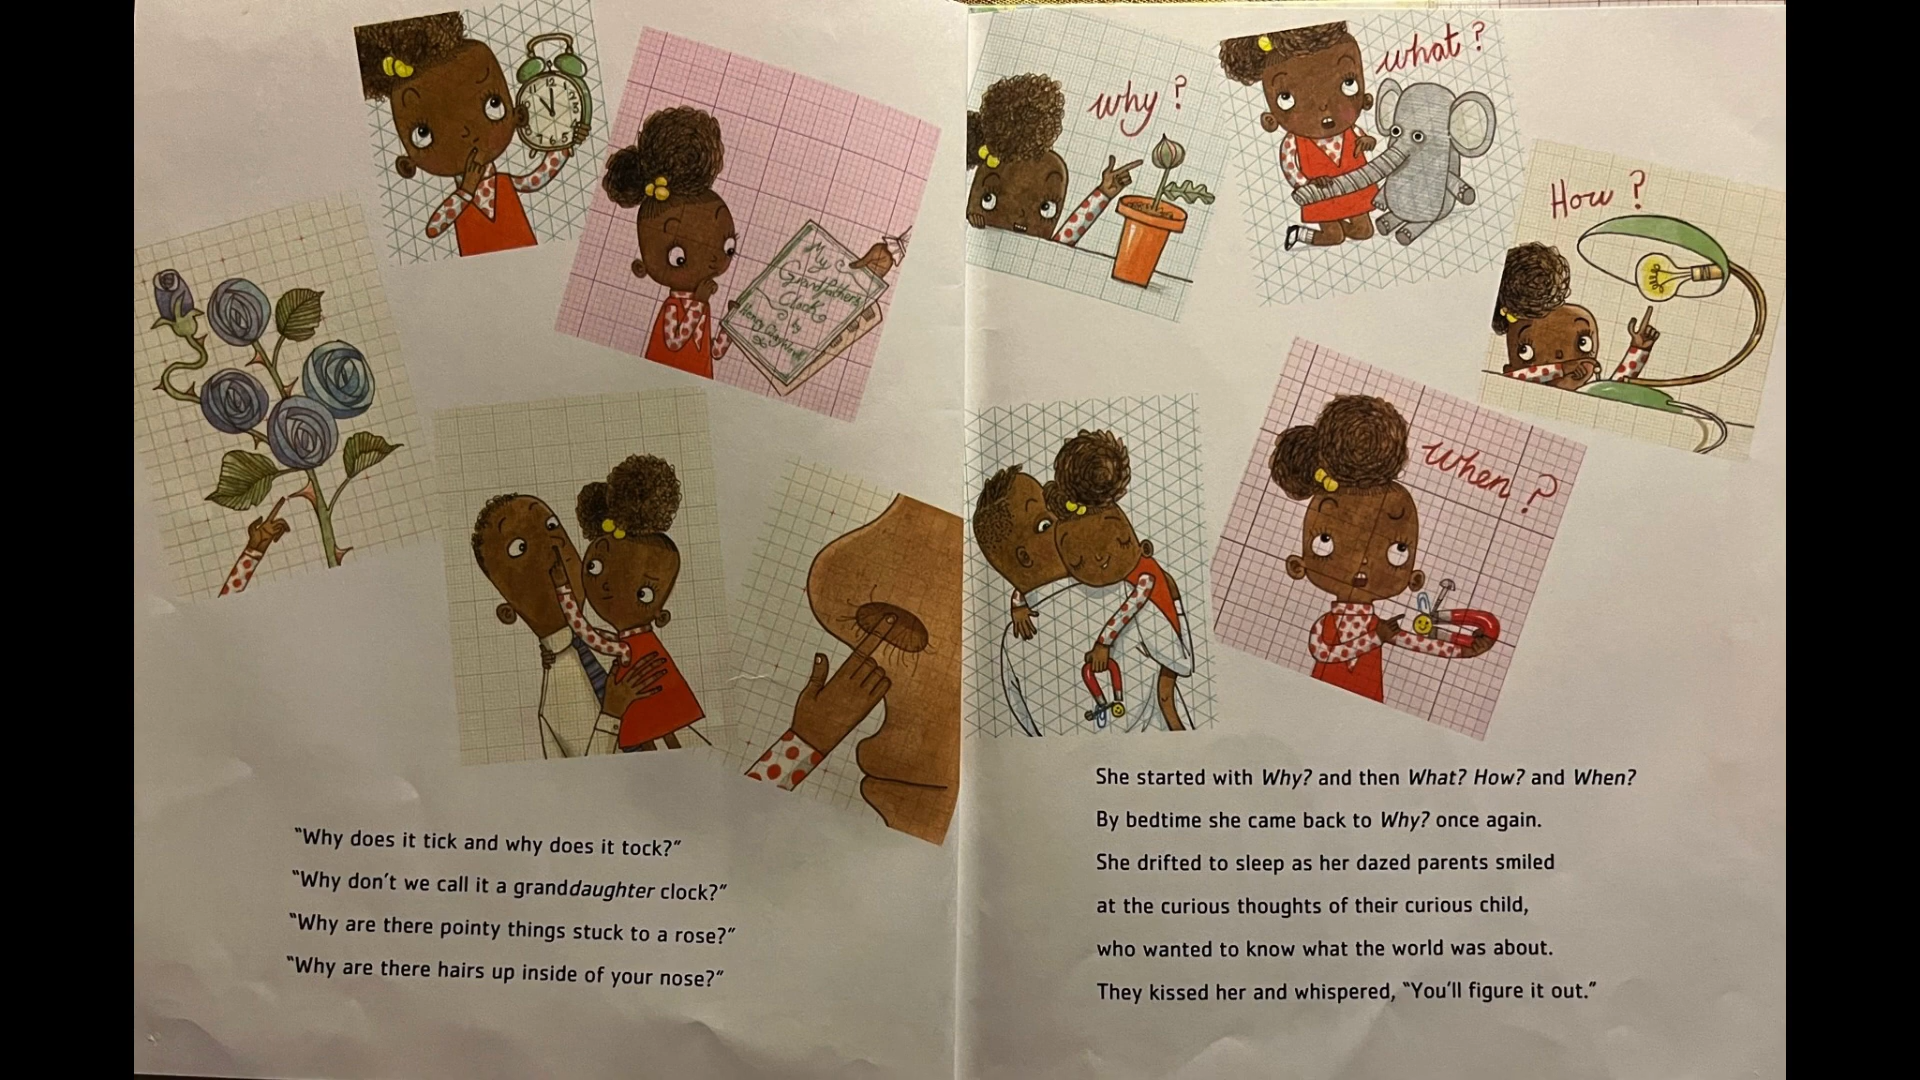 My
Grandfather's
Clock
by
Henry Clay Work
"Why does it tick and why does it tock?"
"Why don't we call it a granddaughter clock?"
"Why are there pointy things stuck to a rose?"
"Why are there hairs up inside of your nose?"
why?
what?
How?
When?
She started with Why? and then What? How? and When?
By bedtime she came back to Why? once again.
She drifted to sleep as her dazed parents smiled
at the curious thoughts of their curious child,
who wanted to know what the world was about.
They kissed her and whispered, "You'll figure it out."